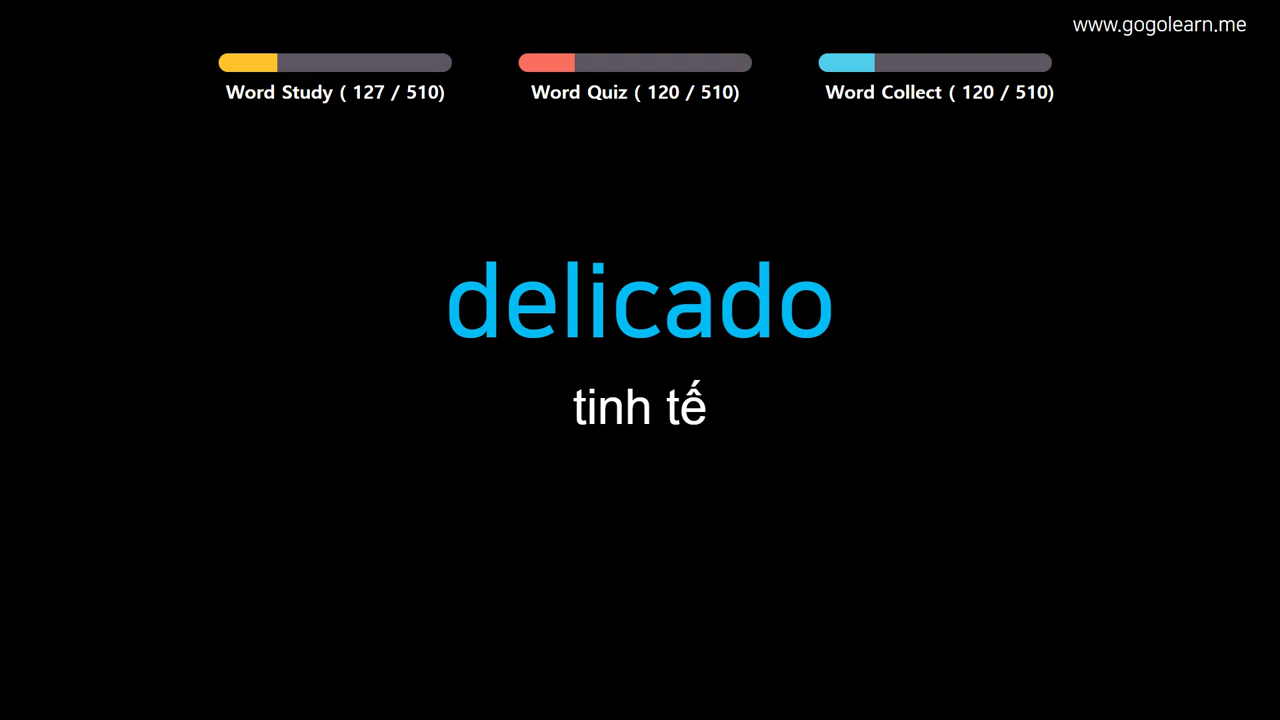 www.gogolearn.me
Word Study ( 127 / 510)
Word Quiz ( 120 / 510)
Word Collect ( 120 / 510)
delicado
tinh tế